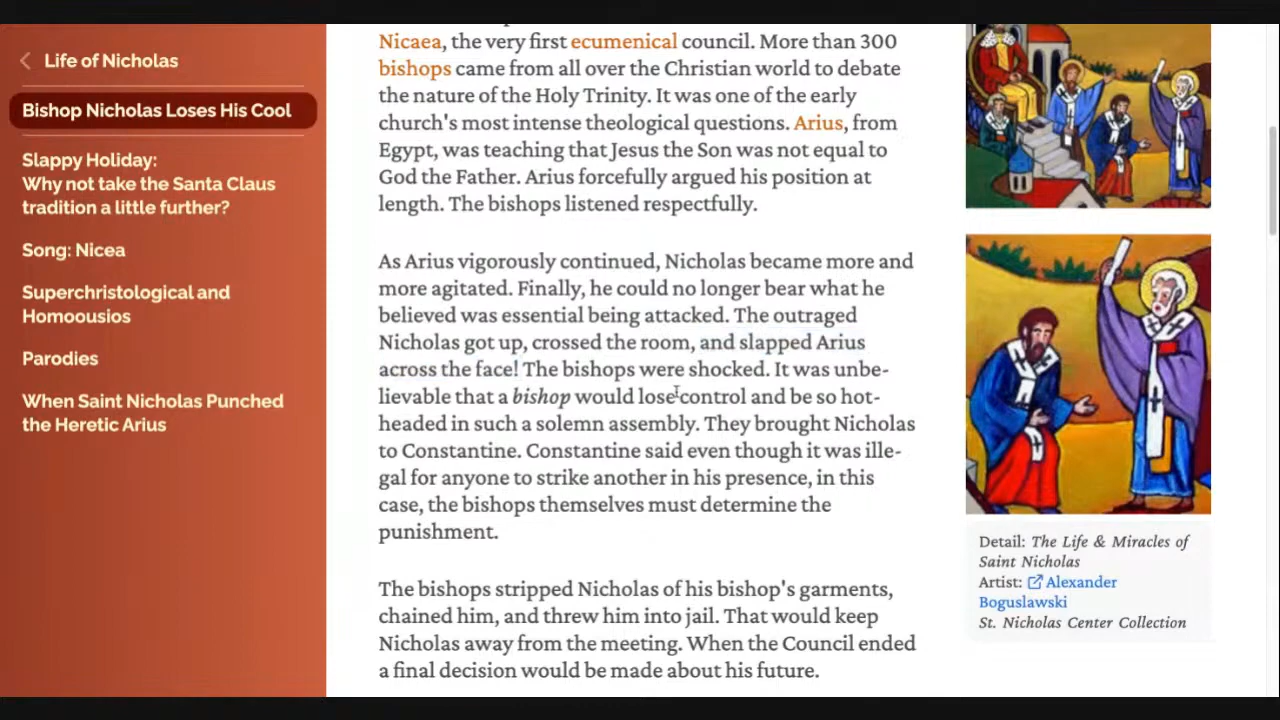 Life of Nicholas
Bishop Nicholas Loses His Cool
Slappy Holiday:
Why not take the Santa Claus
tradition a little further?
Song: Nicea
Superchristological and
Homoousios
Parodies
When Saint Nicholas Punched
the Heretic Arius
Nicaea, the very first ecumenical council. More than 300
bishops came from all over the Christian world to debate
the nature of the Holy Trinity. It was one of the early
church's most intense theological questions. Arius, from
Egypt, was teaching that Jesus the Son was not equal to
God the Father. Arius forcefully argued his position at
length. The bishops listened respectfully.
As Arius vigorously continued, Nicholas became more and
more agitated. Finally, he could no longer bear what he
believed was essential being attacked. The outraged
Nicholas got up, crossed the room, and slapped Arius
across the face! The bishops were shocked. It was unbe-
lievable that a bishop would lose control and be so hot-
headed in such a solemn assembly. They brought Nicholas
to Constantine. Constantine said even though it was ille-
gal for anyone to strike another in his presence, in this
case, the bishops themselves must determine the
punishment.
The bishops stripped Nicholas of his bishop's garments,
chained him, and threw him into jail. That would keep
Nicholas away from the meeting. When the Council ended
a final decision would be made about his future.
Detail: The Life & Miracles of
Saint Nicholas
Artist: Alexander
Boguslawski
St. Nicholas Center Collection